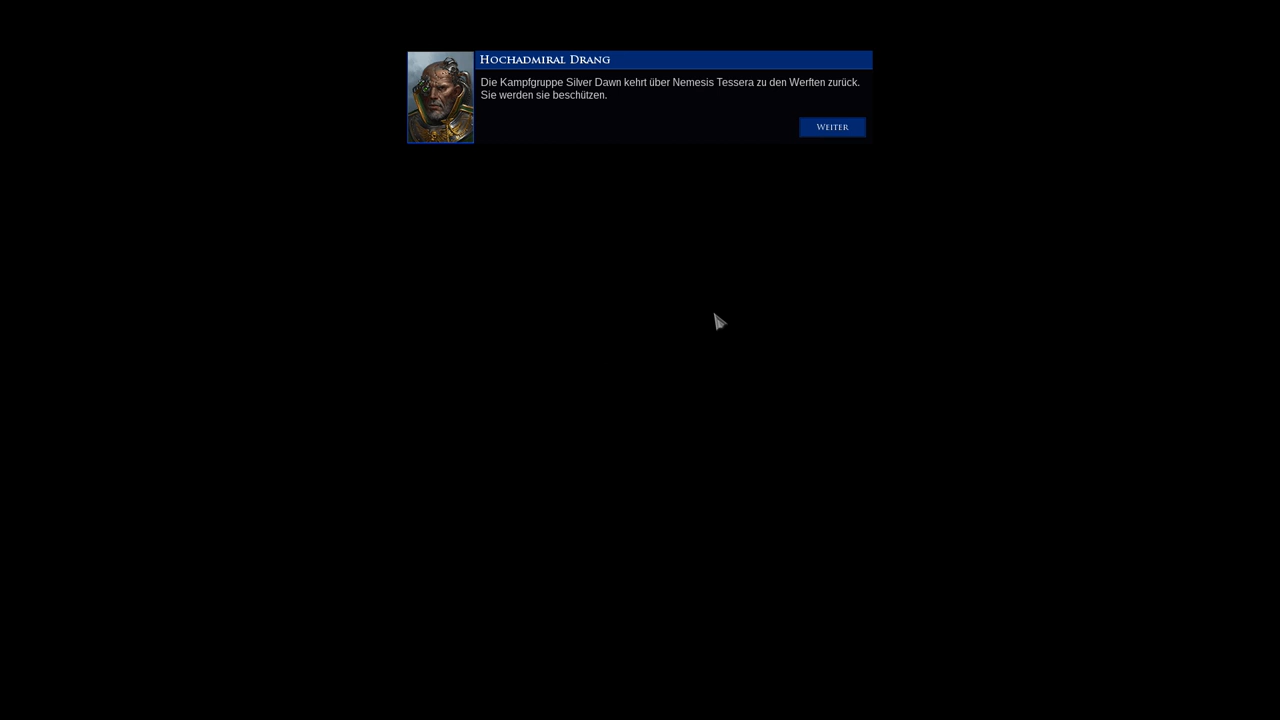 Hochadmiral Drang
Die Kampfgruppe Silver Dawn kehrt über Nemesis Tessera zu den Werften zurück.
Sie werden sie beschützen.
Weiter